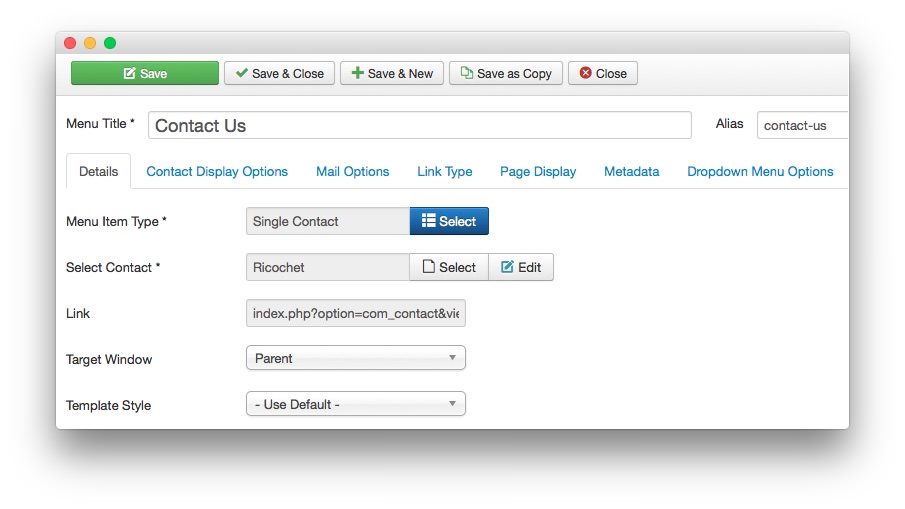 Save Save & Close Save & New Save as Copy Close
Menu Title * Contact Us Alias contact-us
Details Contact Display Options Mail Options Link Type Page Display Metadata Dropdown Menu Options
Menu Item Type * Single Contact Select
Select Contact * Ricochet Select Edit
Link index.php?option=com_contact&vie
Target Window Parent
Template Style - Use Default -